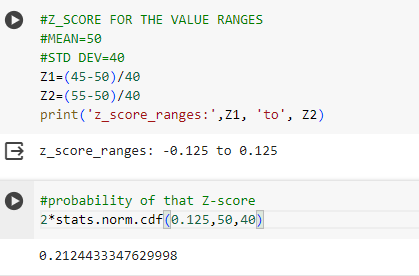 #Z_SCORE FOR THE VALUE RANGES
#MEAN=50
#STD DEV=40
Z1=(45-50)/40
Z2=(55-50)/40
print('z_score_ranges:',Z1, 'to', Z2)
z_score_ranges: -0.125 to 0.125
#probability of that Z-score
2*stats.norm.cdf(0.125,50,40)
0.2124433347629998